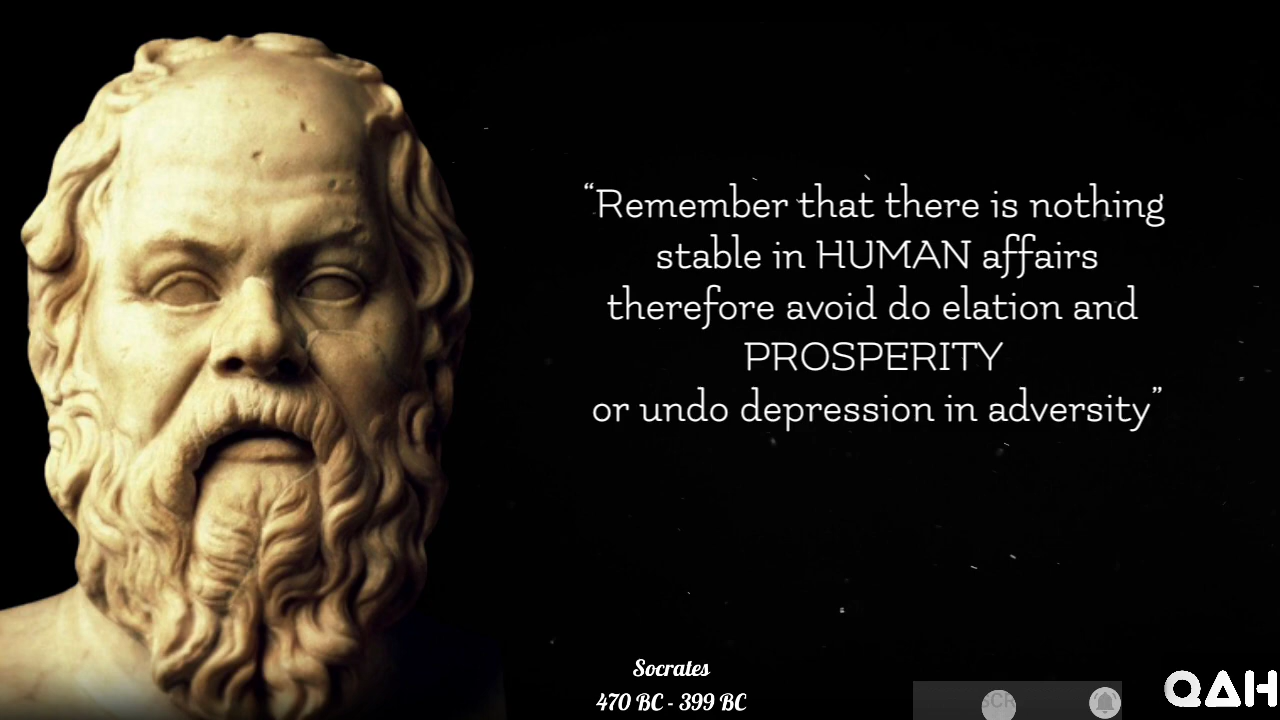 “Remember that there is nothing
stable in HUMAN affairs
therefore avoid do elation and
PROSPERITY
or undo depression in adversity”
Socrates
470 BC - 399 BC
SCR
QAH